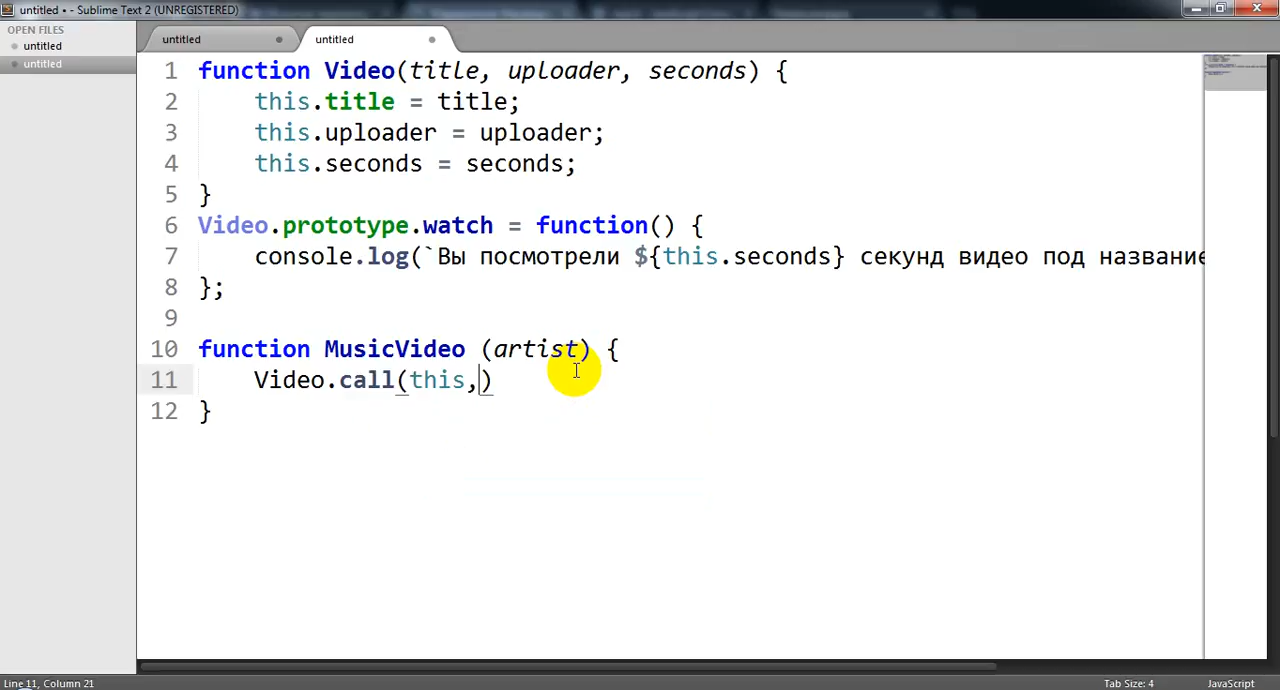 untitled • - Sublime Text 2 (UNREGISTERED)
OPEN FILES
untitled
untitled
untitled
untitled
1 function Video(title, uploader, seconds) {
2 this.title = title;
3 this.uploader = uploader;
4 this.seconds = seconds;
5 }
6 Video.prototype.watch = function() {
7 console.log(`Вы посмотрели ${this.seconds} секунд видео под название
8 };
9
10 function MusicVideo (artist) {
11 Video.call(this,)
12 }
Line 11, Column 21
Tab Size: 4
JavaScript